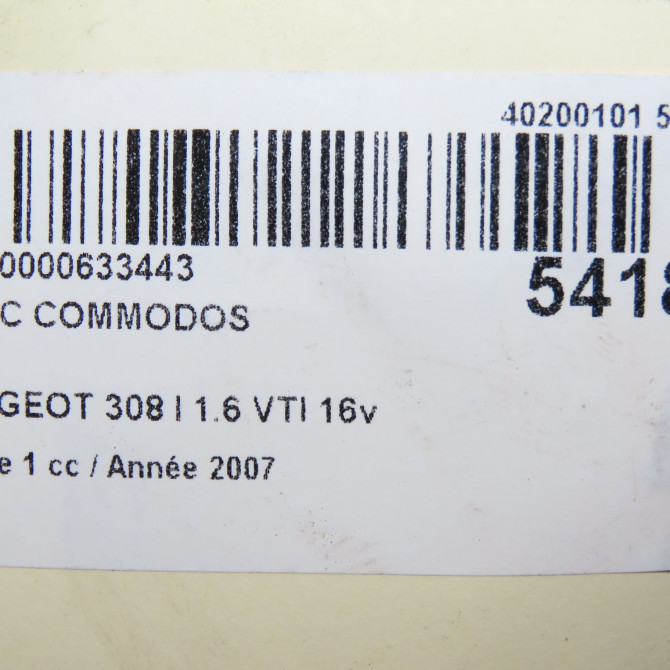 40200101 5
0000633443
5418
C COMMODOS
GEOT 308 I 1.6 VTI 16v
e 1 cc / Année 2007